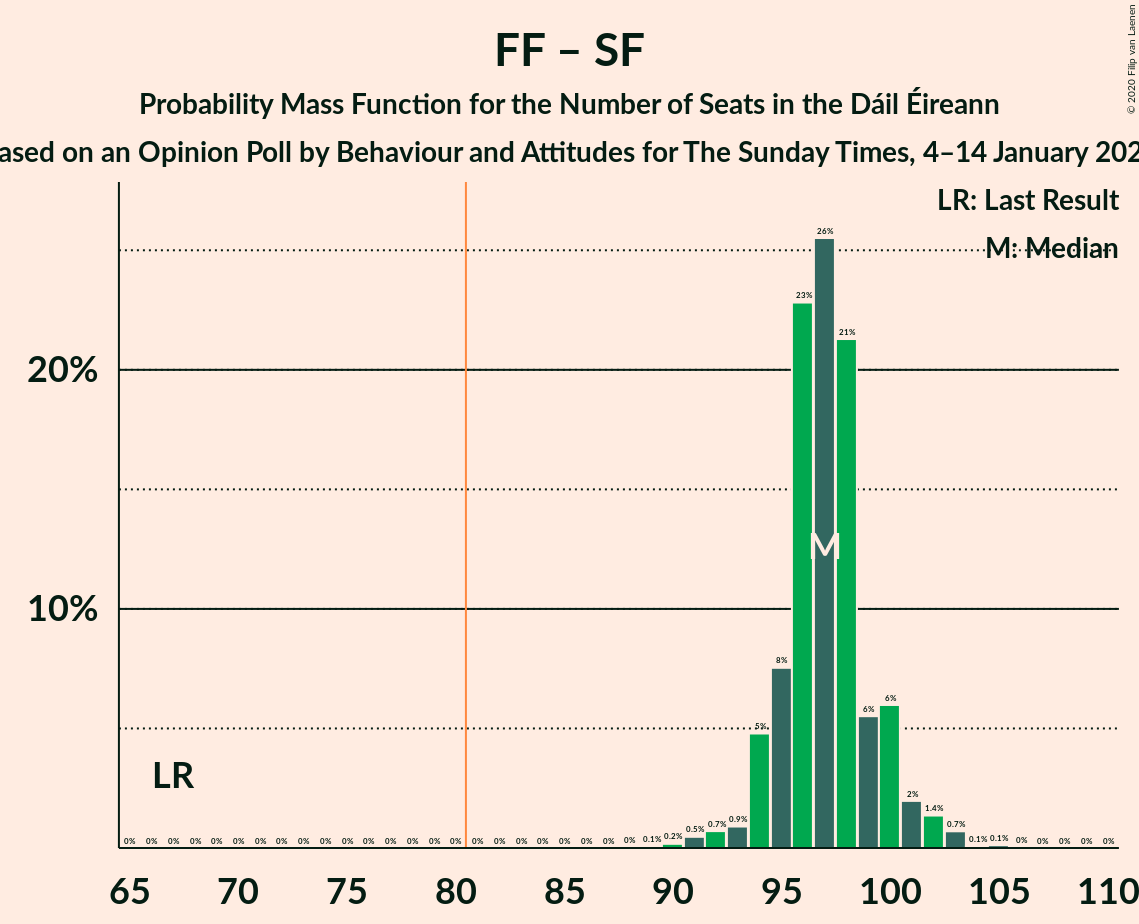 FF – SF
Probability Mass Function for the Number of Seats in the Dáil Éireann
ased on an Opinion Poll by Behaviour and Attitudes for The Sunday Times, 4–14 January 202
© 2020 Filip van Laenen
LR: Last Result
M: Median
20%
10%
LR
M
0% 0% 0% 0% 0% 0% 0% 0% 0% 0% 0% 0% 0% 0% 0% 0% 0% 0% 0% 0% 0% 0% 0% 0% 0.1% 0.2% 0.5% 0.7% 0.9% 5% 8% 23% 26% 21% 6% 6% 2% 1.4% 0.7% 0.1% 0.1% 0% 0% 0% 0% 0%
65 70 75 80 85 90 95 100 105 110